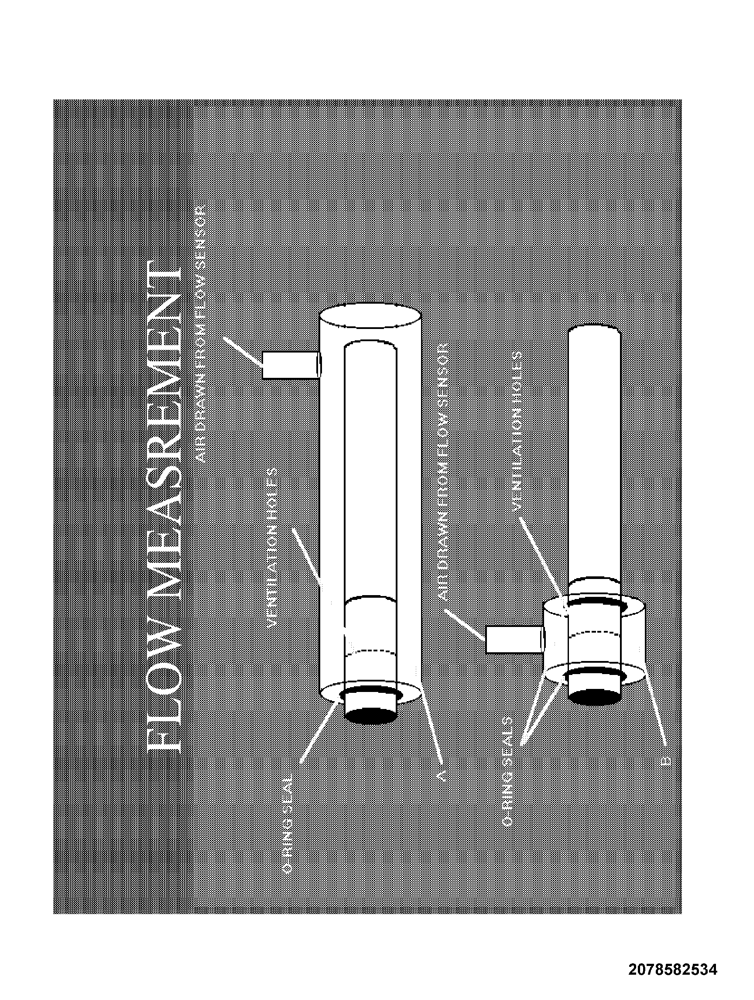 FLOW MEASREMENT
AIR DRAWN FROM FLOW SENSOR
VENTILATION HOLES
O-RING SEAL
A
AIR DRAWN FROM FLOW SENSOR
VENTILATION HOLES
O-RING SEALS
B
2078582534